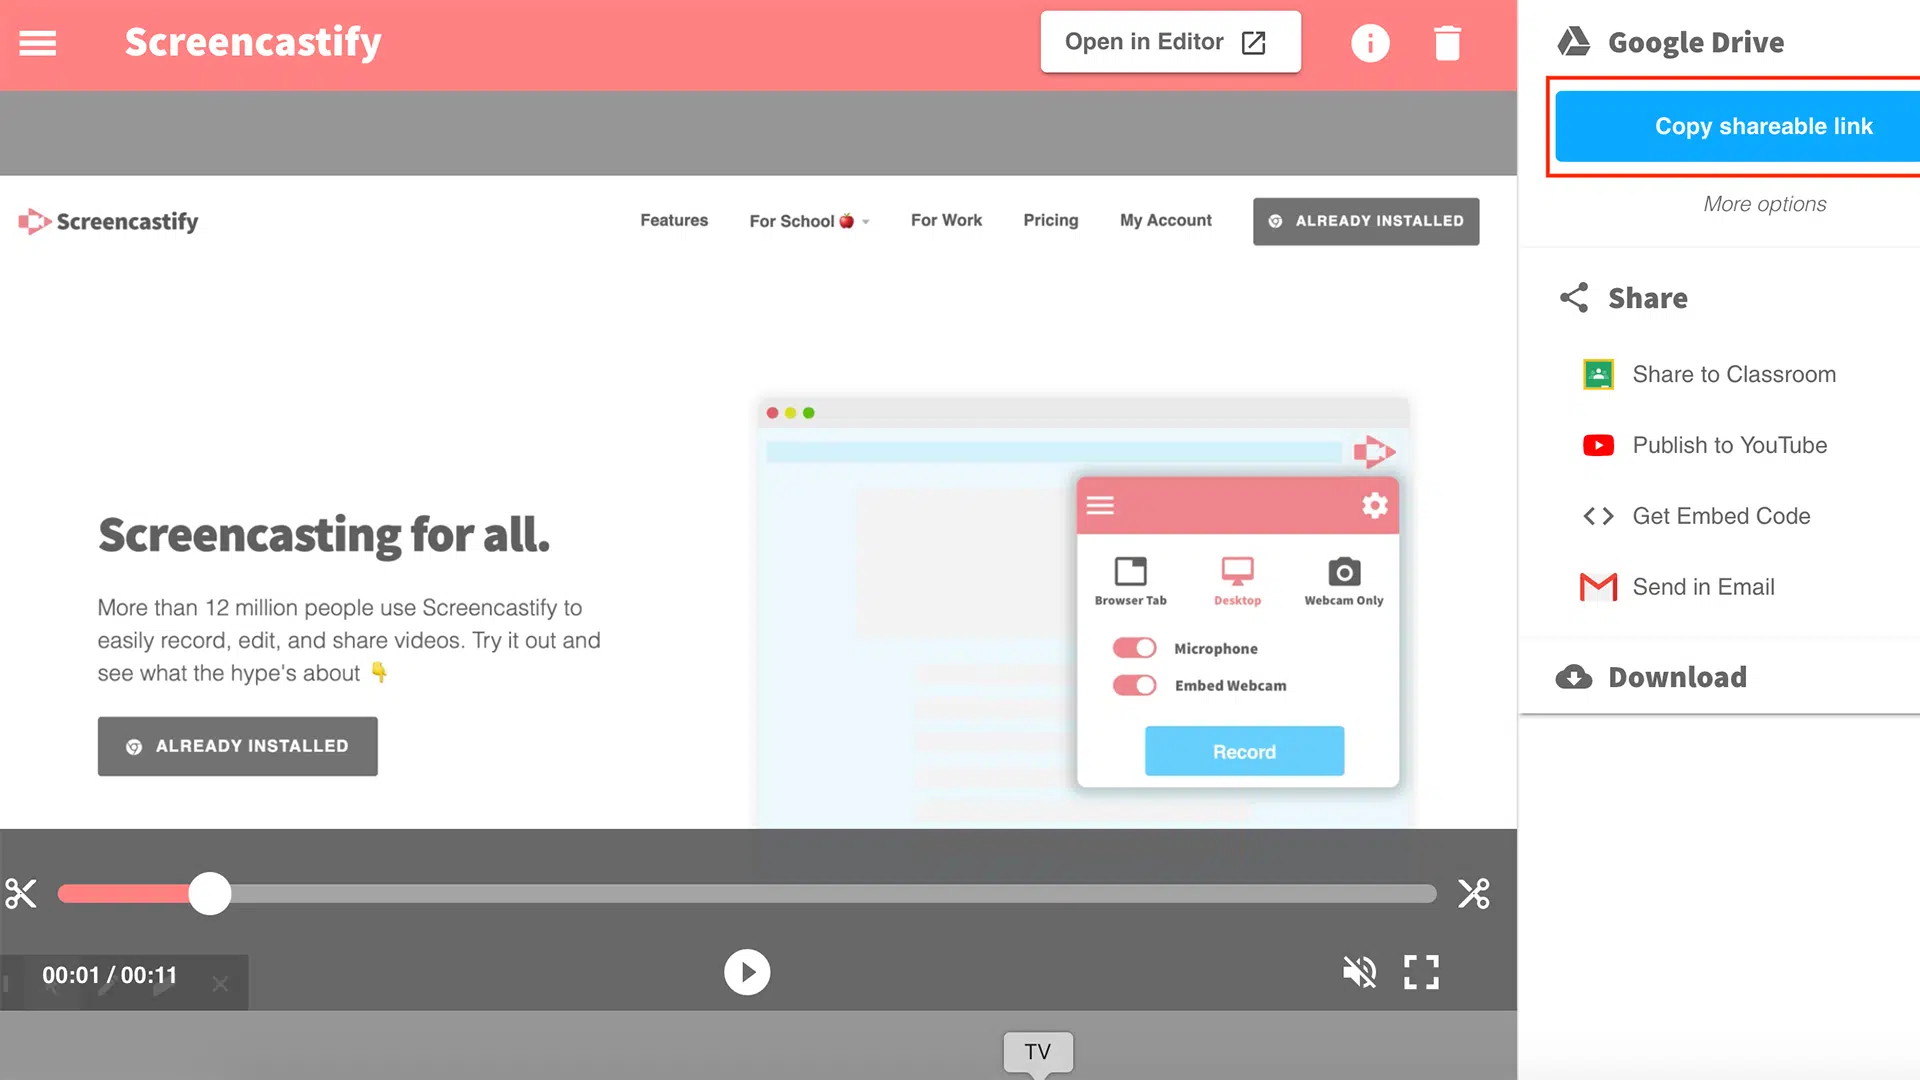 Screencastify
Open in Editor
Google Drive
Copy shareable link
More options
Screencastify
Features
For School
For Work
Pricing
My Account
ALREADY INSTALLED
Share
Share to Classroom
Publish to YouTube
Get Embed Code
Send in Email
Download
Screencasting for all.
More than 12 million people use Screencastify to
easily record, edit, and share videos. Try it out and
see what the hype's about 👇
ALREADY INSTALLED
Browser Tab
Desktop
Webcam Only
Microphone
Embed Webcam
Record
00:01 / 00:11
TV